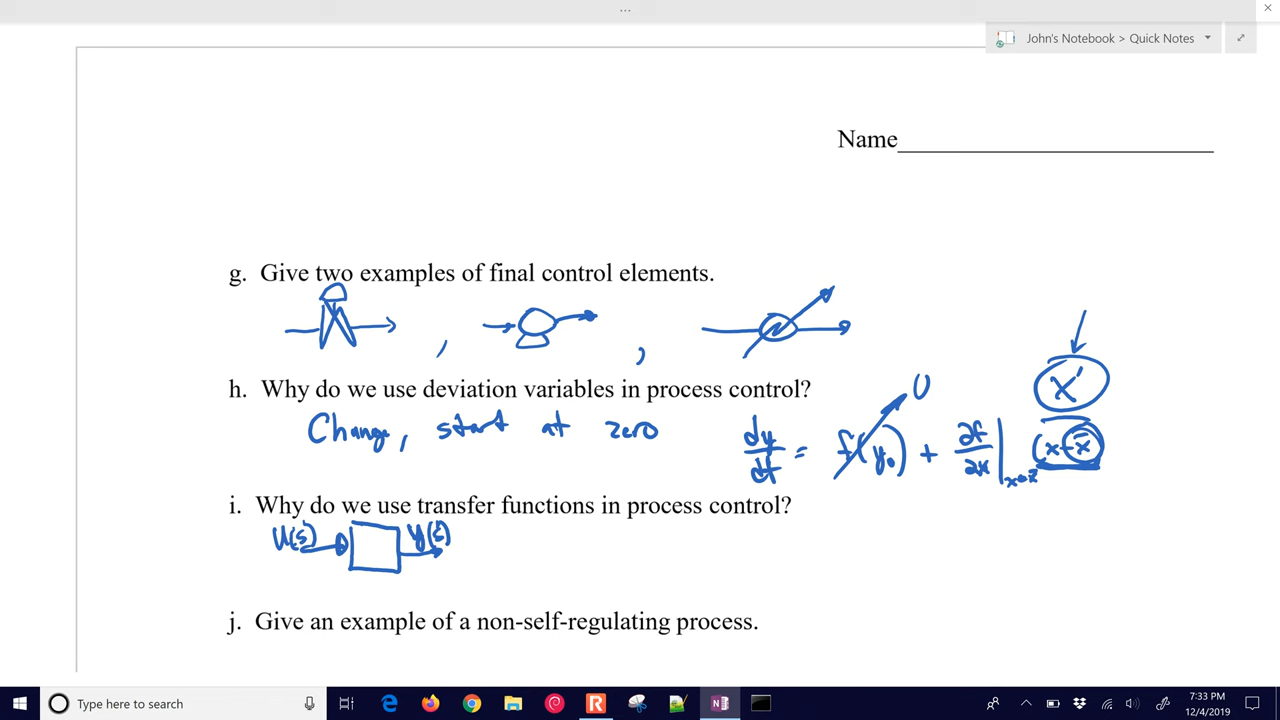 John's Notebook > Quick Notes
Name
g. Give two examples of final control elements.
, ,
h. Why do we use deviation variables in process control?
Change, start at zero
x'
0
dy/dt = f(y₀) + ∂f/∂x | (x-x̄)
i. Why do we use transfer functions in process control?
U(s) y(s)
j. Give an example of a non-self-regulating process.
Type here to search
7:33 PM
12/4/2019